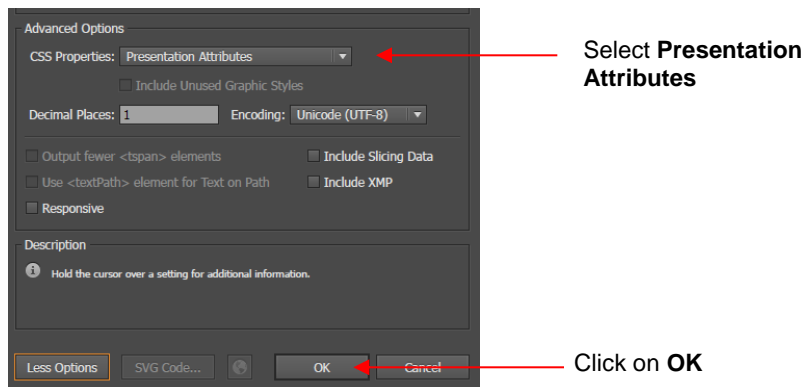 Advanced Options
CSS Properties: Presentation Attributes
Select Presentation
Attributes
Include Unused Graphic Styles
Decimal Places: 1 Encoding: Unicode (UTF-8)
Output fewer <tspan> elements Include Slicing Data
Use <textPath> element for Text on Path Include XMP
Responsive
Description
Hold the cursor over a setting for additional information.
Less Options SVG Code... OK Cancel
Click on OK